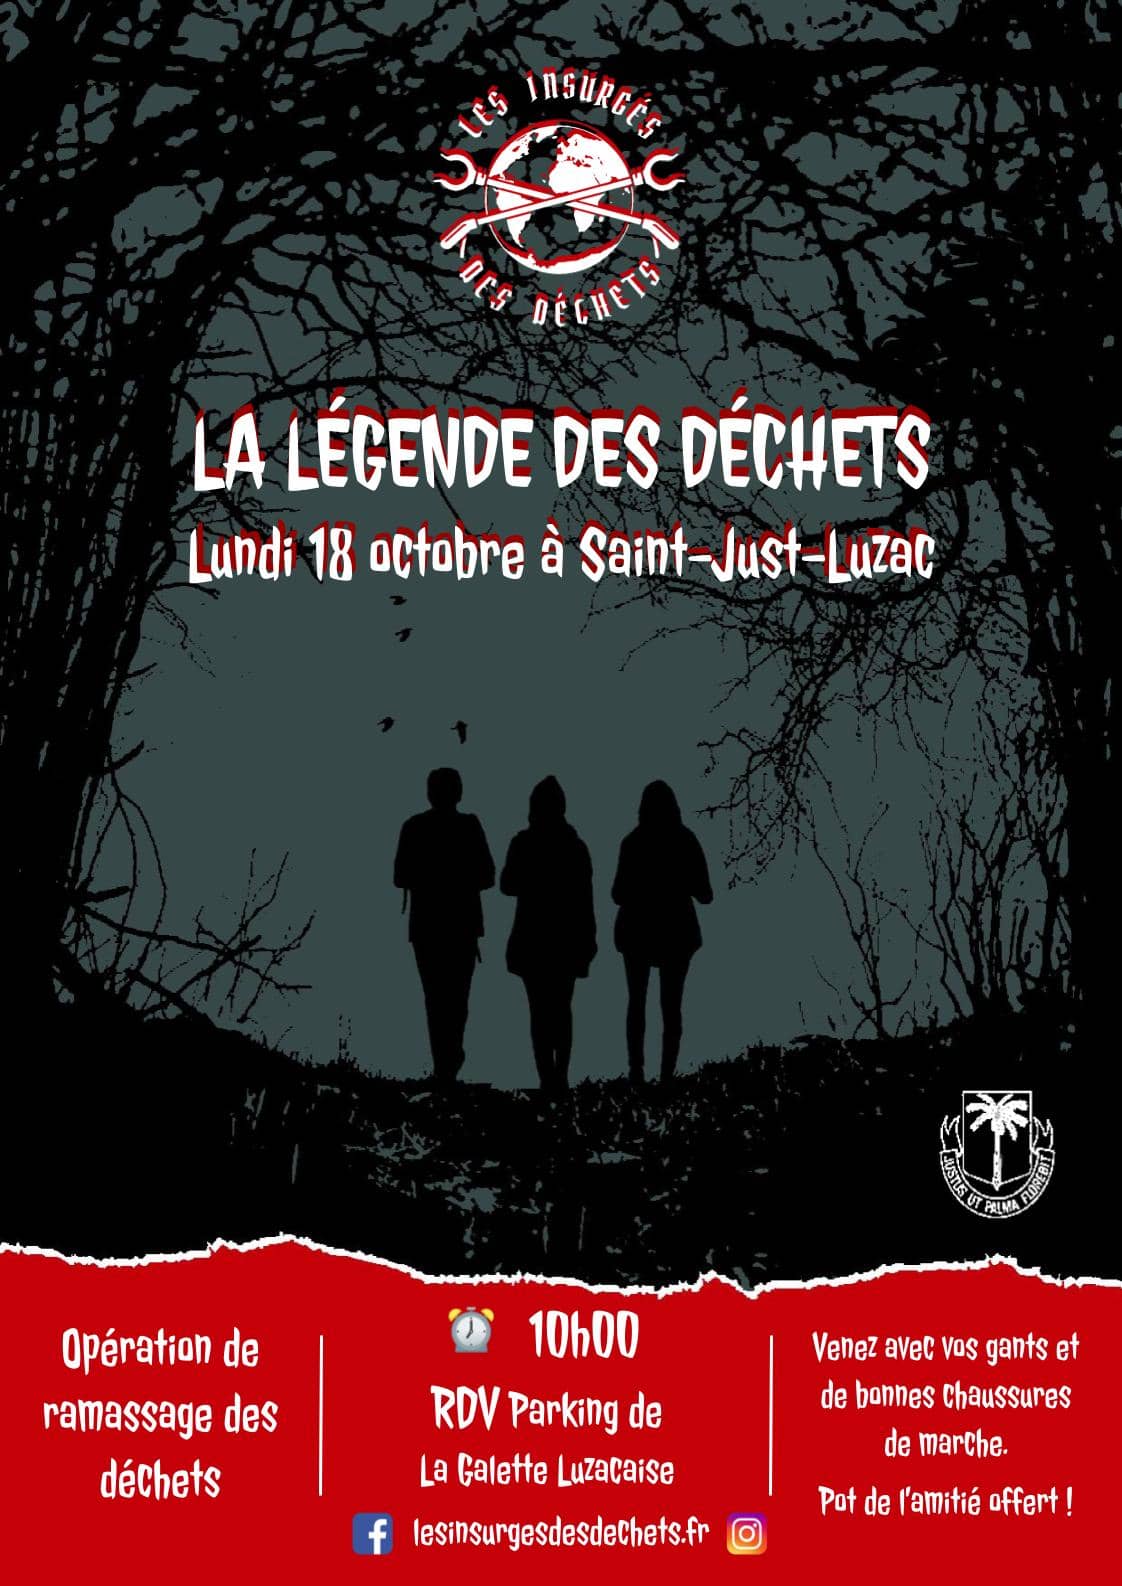 LES INSURGÉS
DES DÉCHETS
LA LÉGENDE DES DÉCHETS
Lundi 18 octobre à Saint-Just-Luzac
JUSTUS UT PALMA FLOREBIT
Opération de
ramassage des
déchets
10h00
RDV Parking de
La Galette Luzacaise
Venez avec vos gants et
de bonnes chaussures
de marche.
Pot de l'amitié offert !
lesinsurgesdesdechets.fr